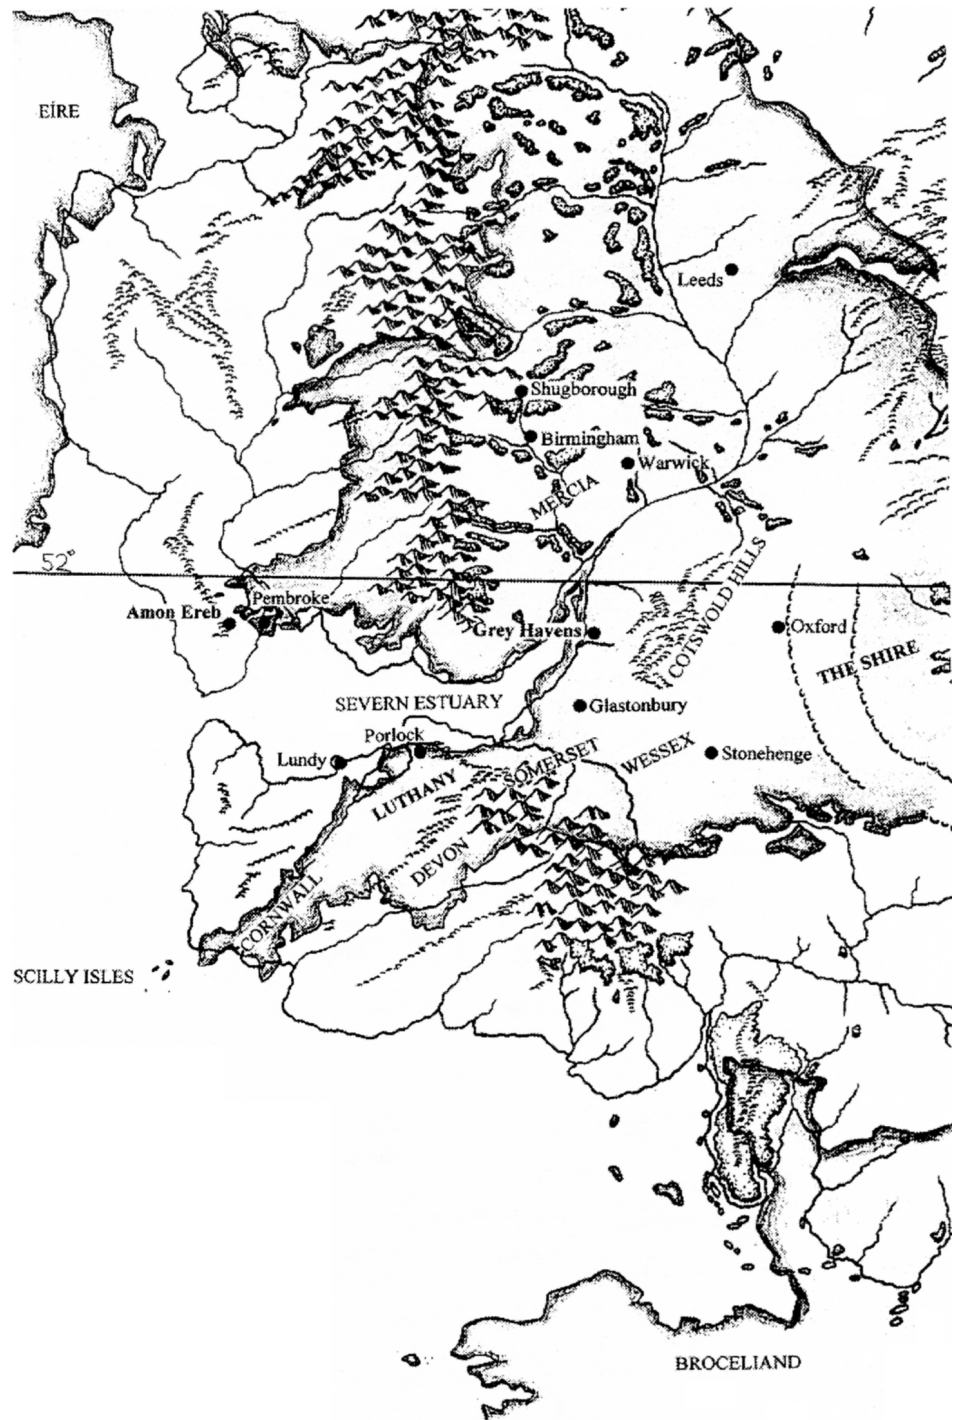 EÍRE
Leeds
Shugborough
Birmingham
Warwick
MERCIA
52°
COTSWOLD HILLS
Pembroke
Amon Ereb
Grey Havens
Oxford
THE SHIRE
SEVERN ESTUARY
Glastonbury
Porlock
Lundy
SOMERSET
WESSEX
Stonehenge
LUTHANY
DEVON
CORNWALL
SCILLY ISLES
BROCELIAND